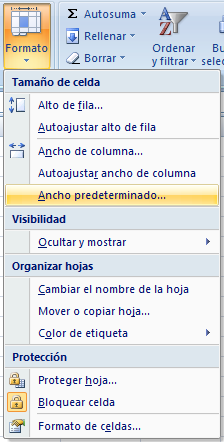 Formato
Autosuma
Rellenar
Borrar
Ordenar
y filtrar
Bu
selec
Tamaño de celda
Alto de fila...
Autoajustar alto de fila
Ancho de columna...
Autoajustar ancho de columna
Ancho predeterminado...
Visibilidad
Ocultar y mostrar
Organizar hojas
Cambiar el nombre de la hoja
Mover o copiar hoja...
Color de etiqueta
Protección
Proteger hoja...
Bloquear celda
Formato de celdas...